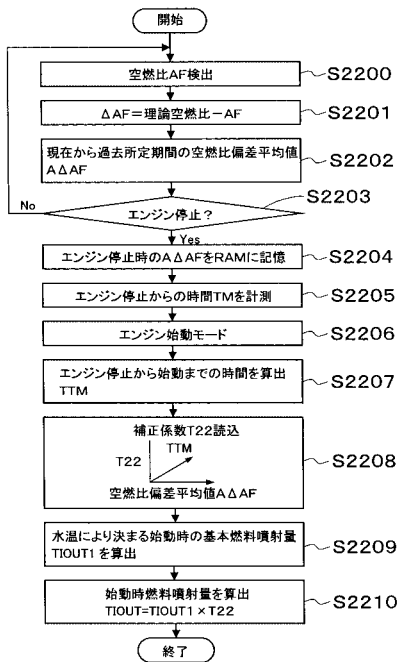 開始
空燃比AF検出
S2200
ΔAF=理論空燃比-AF
S2201
現在から過去所定期間の空燃比偏差平均値
AΔAF
S2202
エンジン停止?
S2203
No
Yes
エンジン停止時のAΔAFをRAMに記憶
S2204
エンジン停止からの時間TMを計測
S2205
エンジン始動モード
S2206
エンジン停止から始動までの時間を算出
TTM
S2207
補正係数T22読込
TTM
T22
空燃比偏差平均値AΔAF
S2208
水温により決まる始動時の基本燃料噴射量
TIOUT1を算出
S2209
始動時燃料噴射量を算出
TIOUT=TIOUT1×T22
S2210
終了